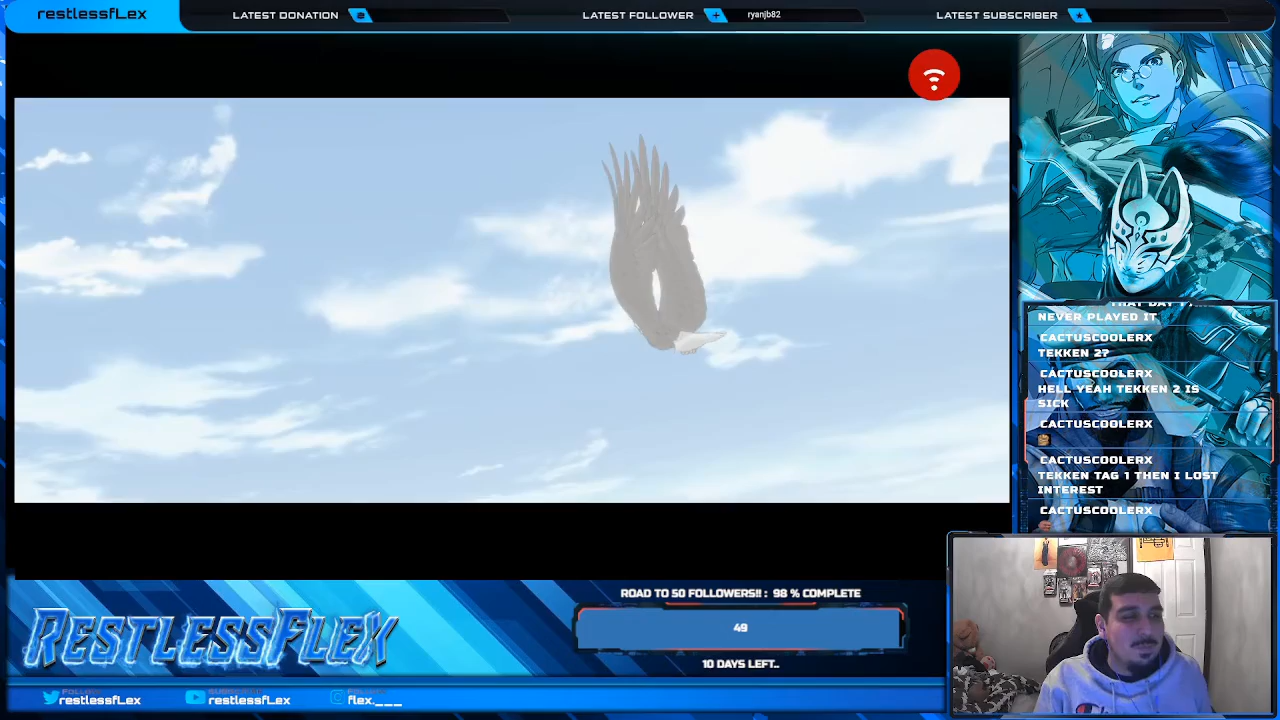 restlessfLex
LATEST DONATION
LATEST FOLLOWER
ryanjb82
LATEST SUBSCRIBER
NEVER PLAYED IT
CACTUSCOOLERX
TEKKEN 2?
CACTUSCOOLERX
HELL YEAH TEKKEN 2 IS
SICK
CACTUSCOOLERX
CACTUSCOOLERX
TEKKEN TAG 1 THEN I LOST
INTEREST
CACTUSCOOLERX
RESTLESSFLEX
ROAD TO 50 FOLLOWERS!! : 98 % COMPLETE
49
10 DAYS LEFT..
restlessfLex
restlessfLex
flex.___